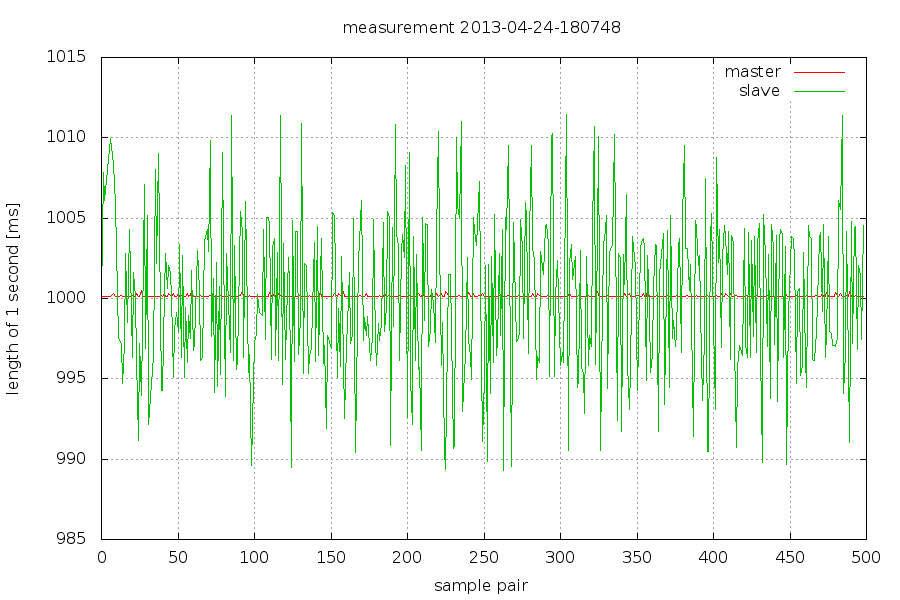 measurement 2013-04-24-180748
master
slave
length of 1 second [ms]
1015
1010
1005
1000
995
990
985
0 50 100 150 200 250 300 350 400 450 500
sample pair